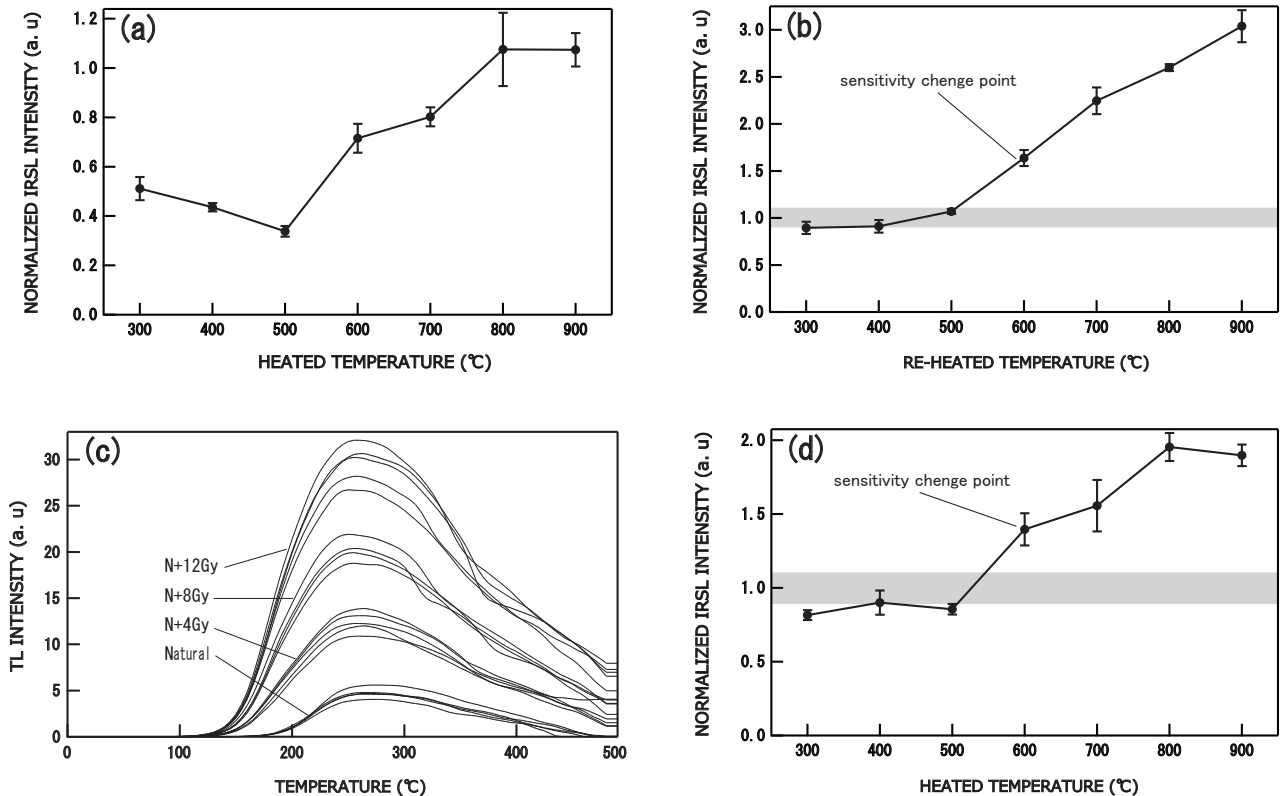 (a)
NORMALIZED IRSL INTENSITY (a. u)
1.2
1.0
0.8
0.6
0.4
0.2
0.0
300 400 500 600 700 800 900
HEATED TEMPERATURE (℃)
(b)
NORMALIZED IRSL INTENSITY (a. u)
3.0
2.5
2.0
1.5
1.0
0.5
0.0
sensitivity chenge point
300 400 500 600 700 800 900
RE-HEATED TEMPERATURE (℃)
(c)
TL INTENSITY (a. u)
30
25
20
15
10
5
0
N+12Gy
N+8Gy
N+4Gy
Natural
0 100 200 300 400 500
TEMPERATURE (℃)
(d)
NORMALIZED IRSL INTENSITY (a. u)
2.0
1.5
1.0
0.5
0.0
sensitivity chenge point
300 400 500 600 700 800 900
HEATED TEMPERATURE (℃)